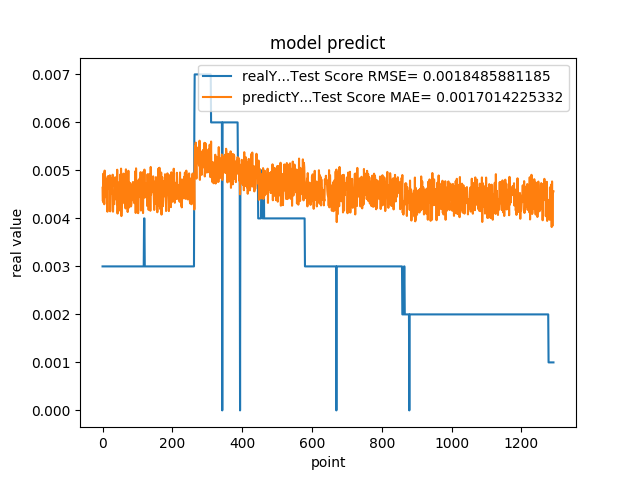 model predict
realY...Test Score RMSE= 0.0018485881185
predictY...Test Score MAE= 0.0017014225332
real value
0.007
0.006
0.005
0.004
0.003
0.002
0.001
0.000
0 200 400 600 800 1000 1200
point